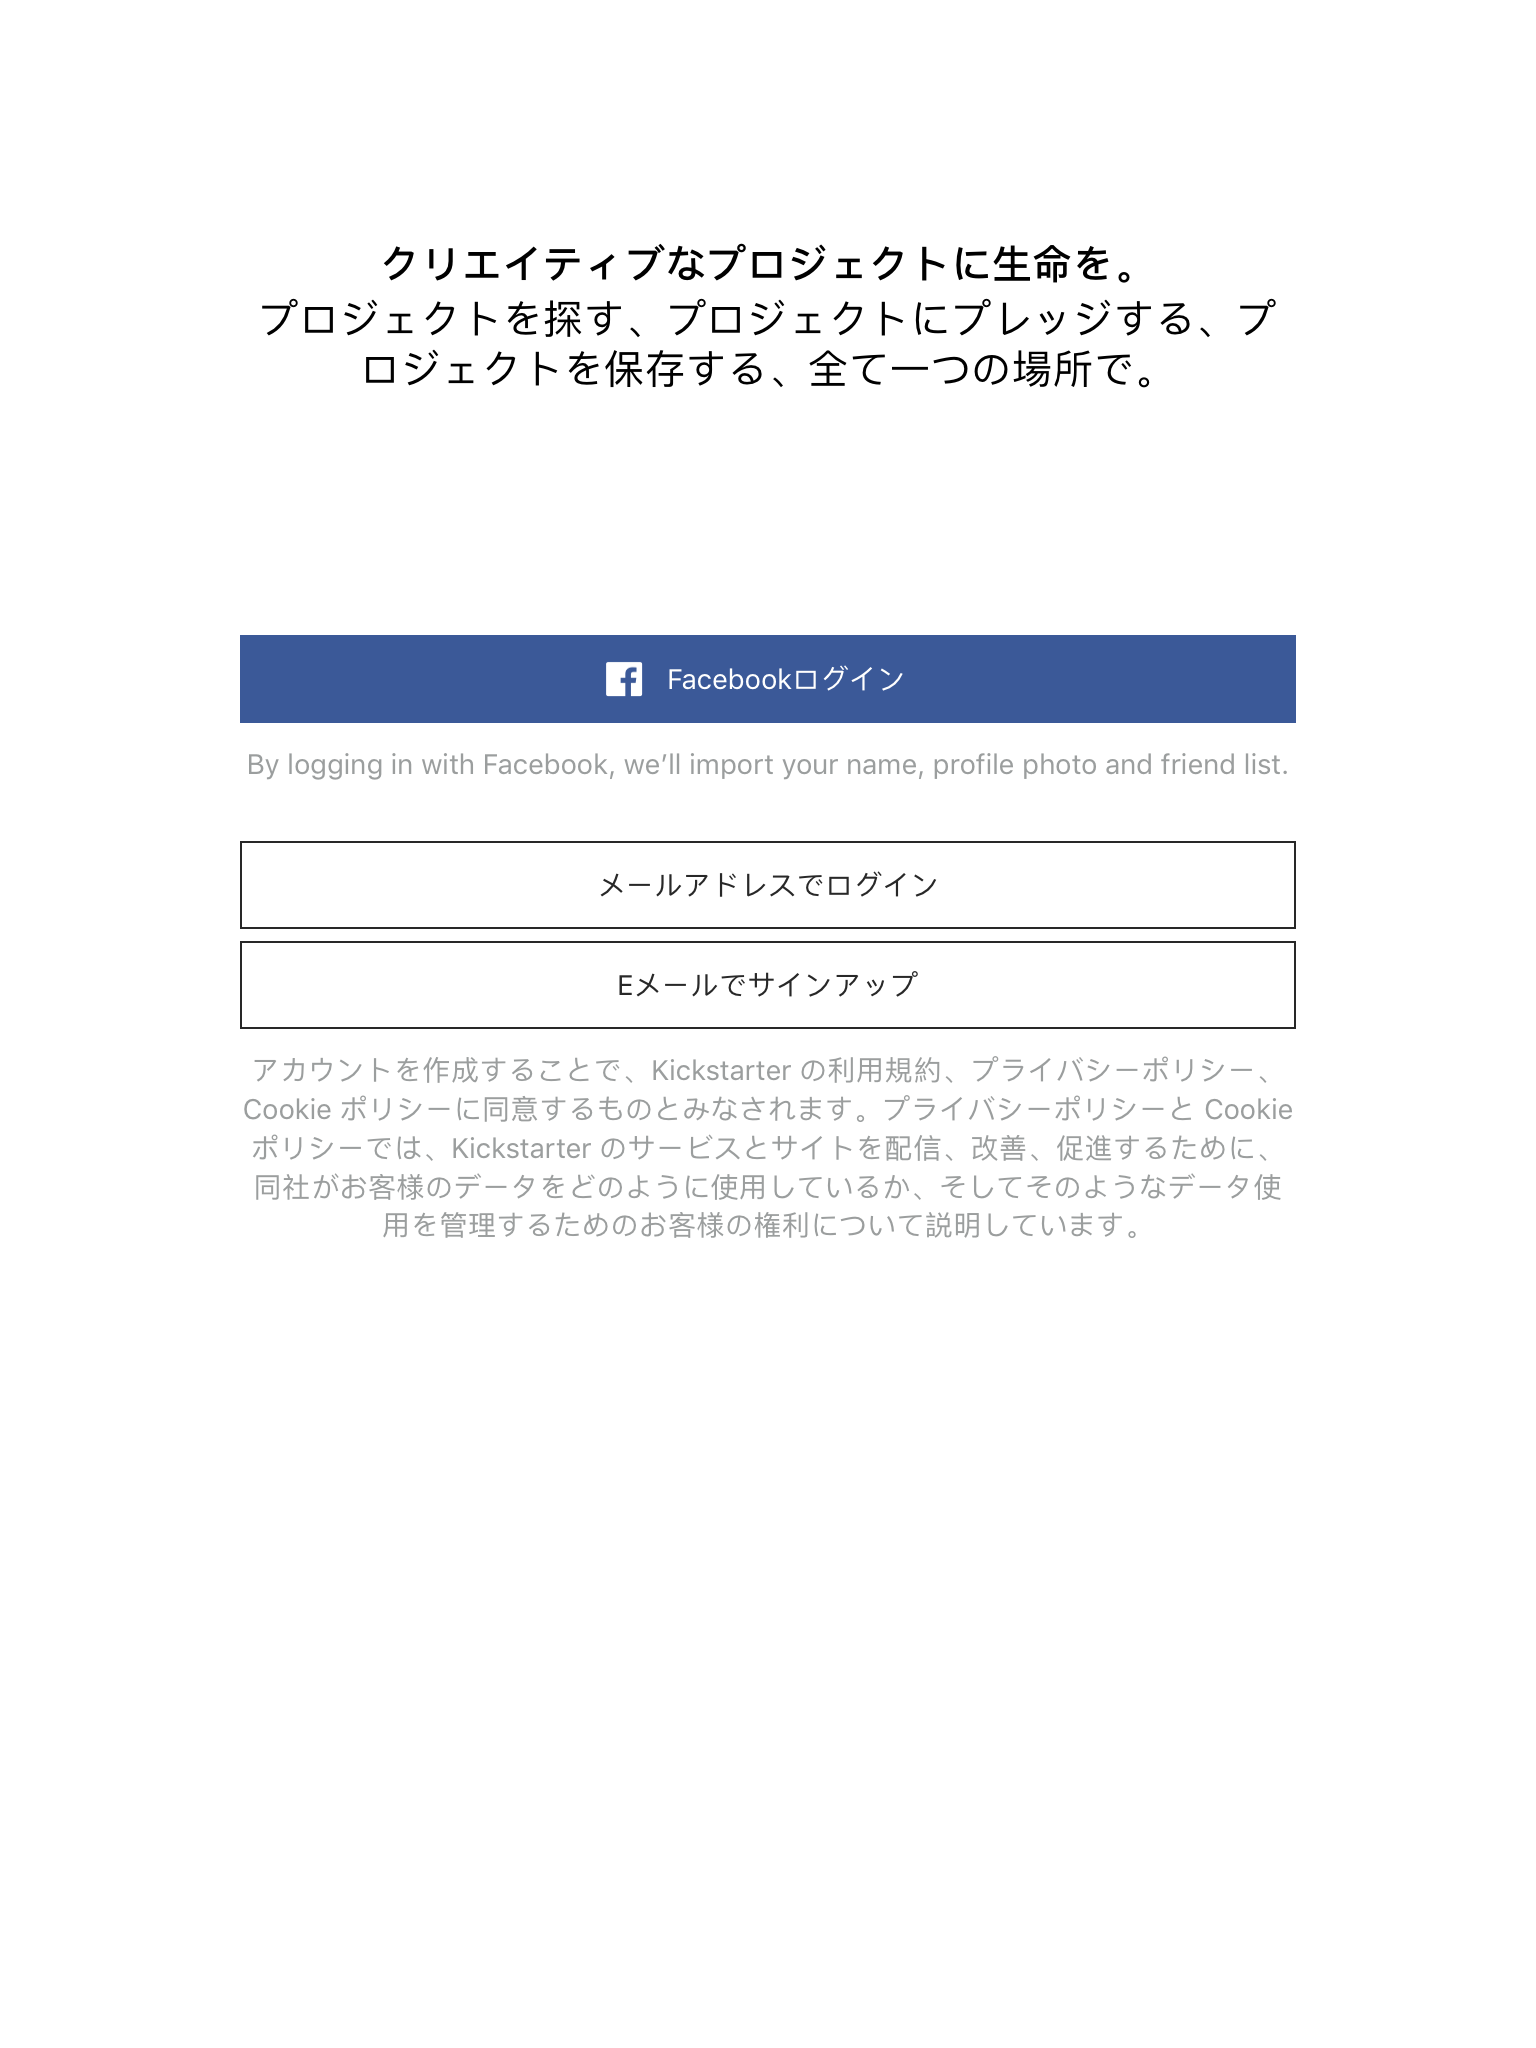 クリエイティブなプロジェクトに生命を。
プロジェクトを探す、プロジェクトにプレッジする、プ
ロジェクトを保存する、全て一つの場所で。
Facebookログイン
By logging in with Facebook, we’ll import your name, profile photo and friend list.
メールアドレスでログイン
Eメールでサインアップ
アカウントを作成することで、Kickstarter の利用規約、プライバシーポリシー、
Cookie ポリシーに同意するものとみなされます。プライバシーポリシーと Cookie
ポリシーでは、Kickstarter のサービスとサイトを配信、改善、促進するために、
同社がお客様のデータをどのように使用しているか、そしてそのようなデータ使
用を管理するためのお客様の権利について説明しています。